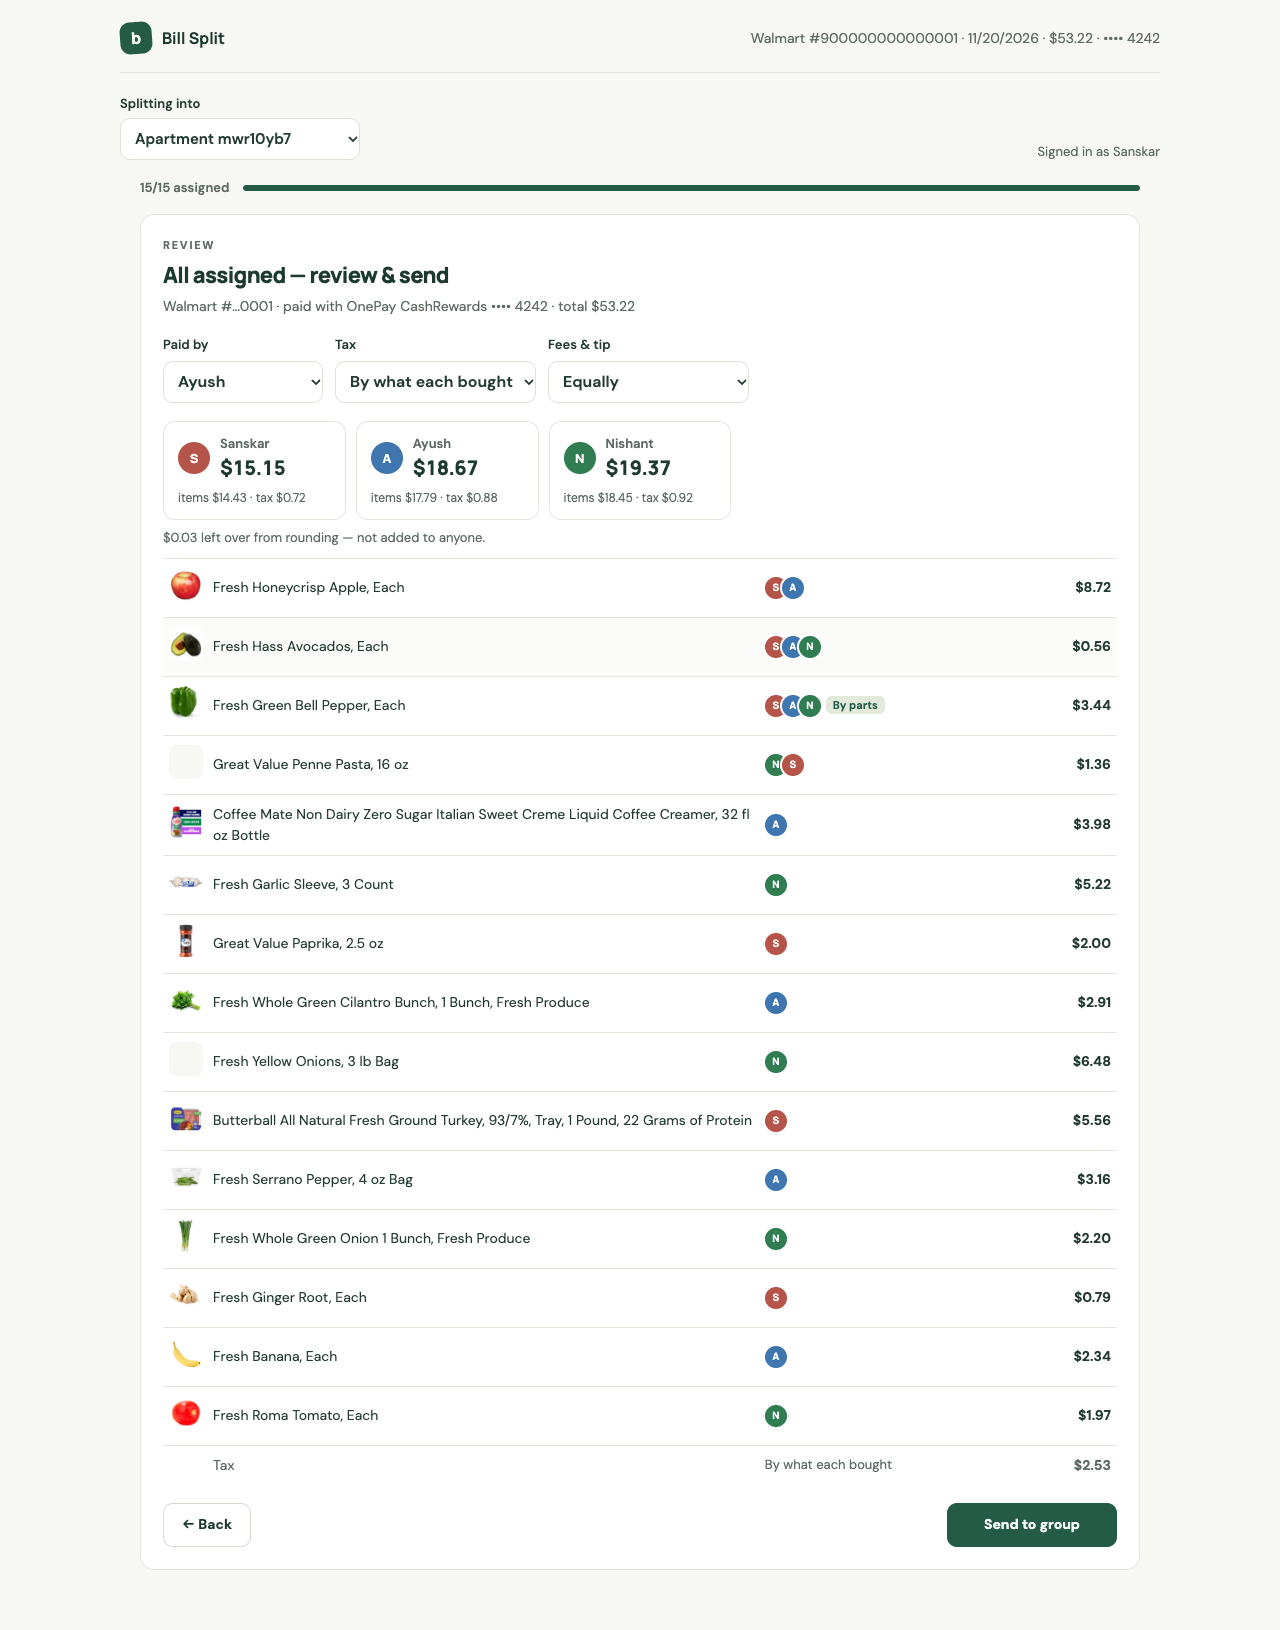 b Bill Split
Walmart #900000000000001 · 11/20/2026 · $53.22 · •••• 4242
Splitting into
Apartment mwr10yb7
Signed in as Sanskar
15/15 assigned
REVIEW
All assigned — review & send
Walmart #…0001 · paid with OnePay CashRewards •••• 4242 · total $53.22
Paid by Tax Fees & tip
Ayush By what each bought Equally
S Sanskar $15.15
items $14.43 · tax $0.72
A Ayush $18.67
items $17.79 · tax $0.88
N Nishant $19.37
items $18.45 · tax $0.92
$0.03 left over from rounding — not added to anyone.
Fresh Honeycrisp Apple, Each S A $8.72
Fresh Hass Avocados, Each S A N $0.56
Fresh Green Bell Pepper, Each S A N By parts $3.44
Great Value Penne Pasta, 16 oz N S $1.36
Coffee Mate Non Dairy Zero Sugar Italian Sweet Creme Liquid Coffee Creamer, 32 fl
oz Bottle A $3.98
Fresh Garlic Sleeve, 3 Count N $5.22
Great Value Paprika, 2.5 oz S $2.00
Fresh Whole Green Cilantro Bunch, 1 Bunch, Fresh Produce A $2.91
Fresh Yellow Onions, 3 lb Bag N $6.48
Butterball All Natural Fresh Ground Turkey, 93/7%, Tray, 1 Pound, 22 Grams of Protein S $5.56
Fresh Serrano Pepper, 4 oz Bag A $3.16
Fresh Whole Green Onion 1 Bunch, Fresh Produce N $2.20
Fresh Ginger Root, Each S $0.79
Fresh Banana, Each A $2.34
Fresh Roma Tomato, Each N $1.97
Tax By what each bought $2.53
← Back
Send to group